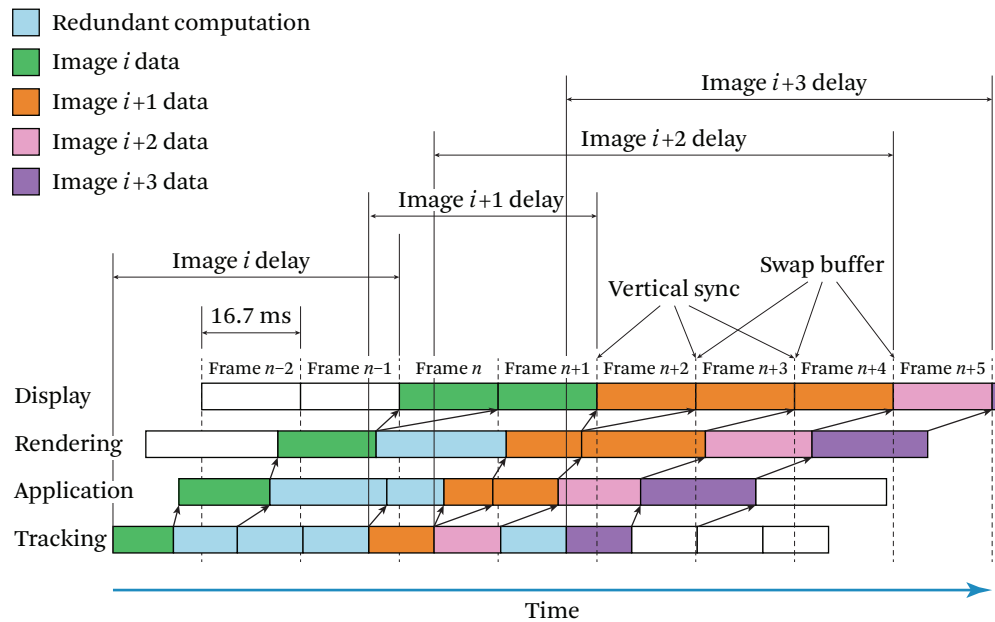 Redundant computation
Image i data
Image i+1 data
Image i+2 data
Image i+3 data
Image i+3 delay
Image i+2 delay
Image i+1 delay
Image i delay
Swap buffer
Vertical sync
16.7 ms
Frame n−2 Frame n−1 Frame n Frame n+1 Frame n+2 Frame n+3 Frame n+4 Frame n+5
Display
Rendering
Application
Tracking
Time